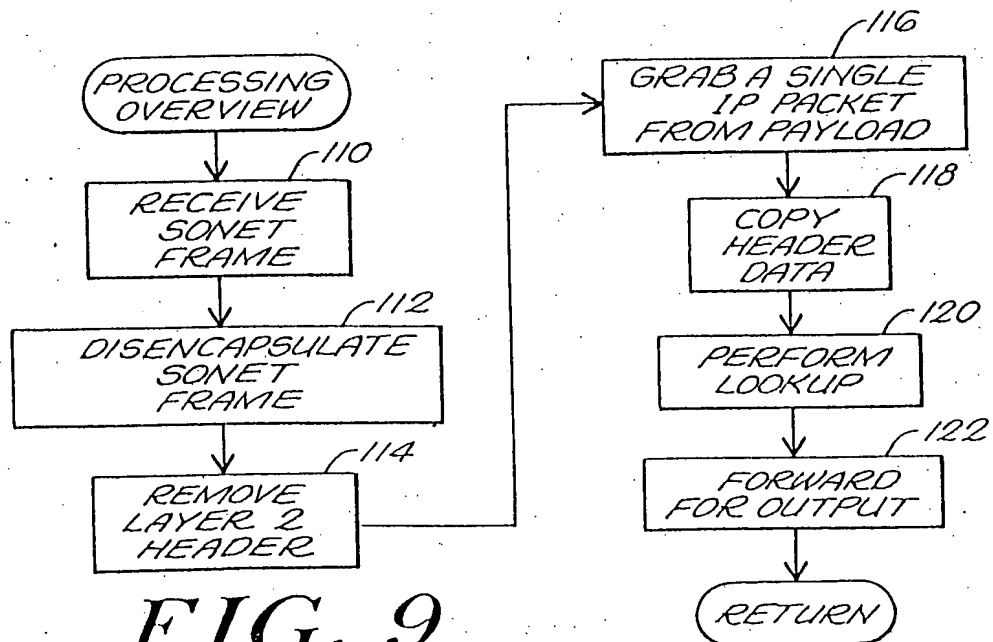 PROCESSING
OVERVIEW
110
RECEIVE
SONET
FRAME
112
DISENCAPSULATE
SONET
FRAME
114
REMOVE
LAYER 2
HEADER
116
GRAB A SINGLE
IP PACKET
FROM PAYLOAD
118
COPY
HEADER
DATA
120
PERFORM
LOOKUP
122
FORWARD
FOR OUTPUT
RETURN
FIG. 9